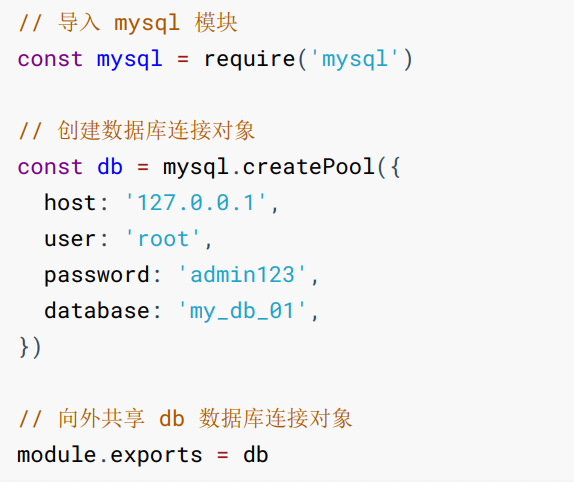 // 导入 mysql 模块
const mysql = require('mysql')
// 创建数据库连接对象
const db = mysql.createPool({
  host: '127.0.0.1',
  user: 'root',
  password: 'admin123',
  database: 'my_db_01',
})
// 向外共享 db 数据库连接对象
module.exports = db